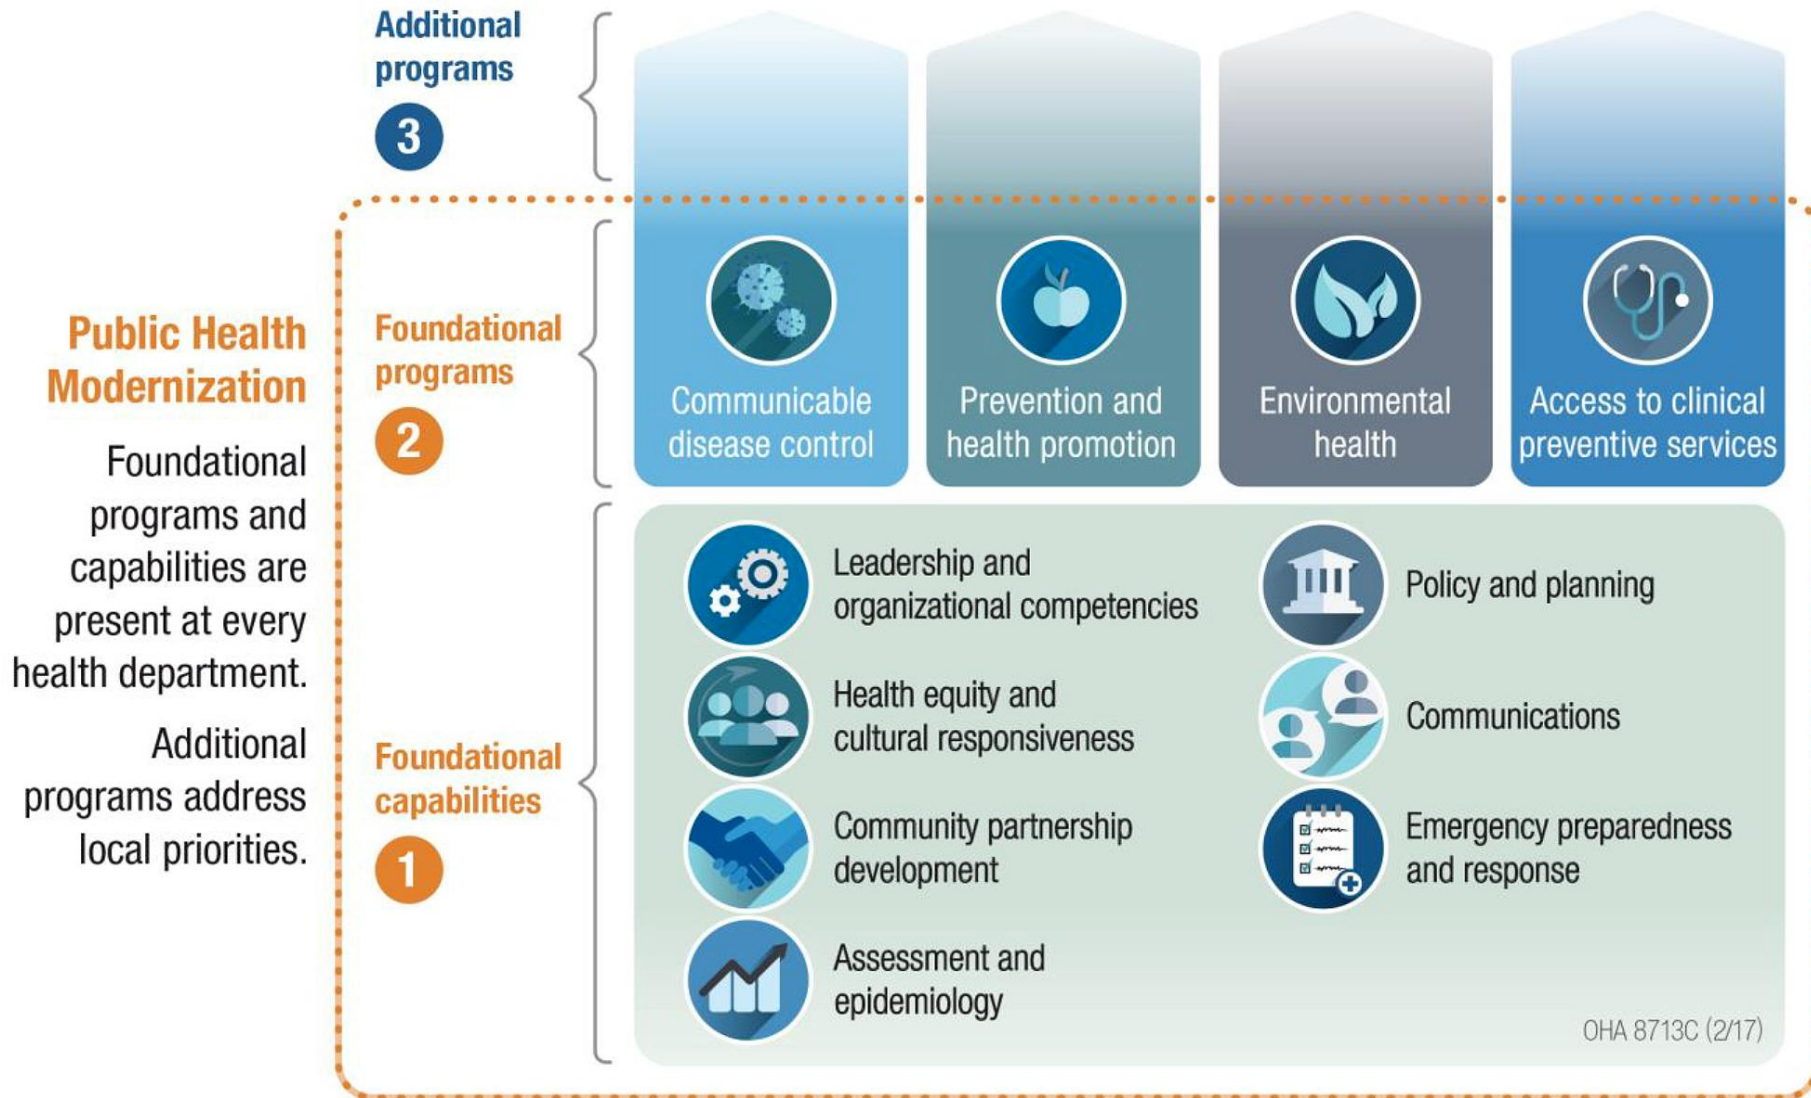 Additional
programs
3
Public Health
Modernization
Foundational
programs and
capabilities are
present at every
health department.
Additional
programs address
local priorities.
Foundational
programs
2
Communicable
disease control
Prevention and
health promotion
Environmental
health
Access to clinical
preventive services
Foundational
capabilities
1
Leadership and
organizational competencies
Health equity and
cultural responsiveness
Community partnership
development
Assessment and
epidemiology
Policy and planning
Communications
Emergency preparedness
and response
OHA 8713C (2/17)